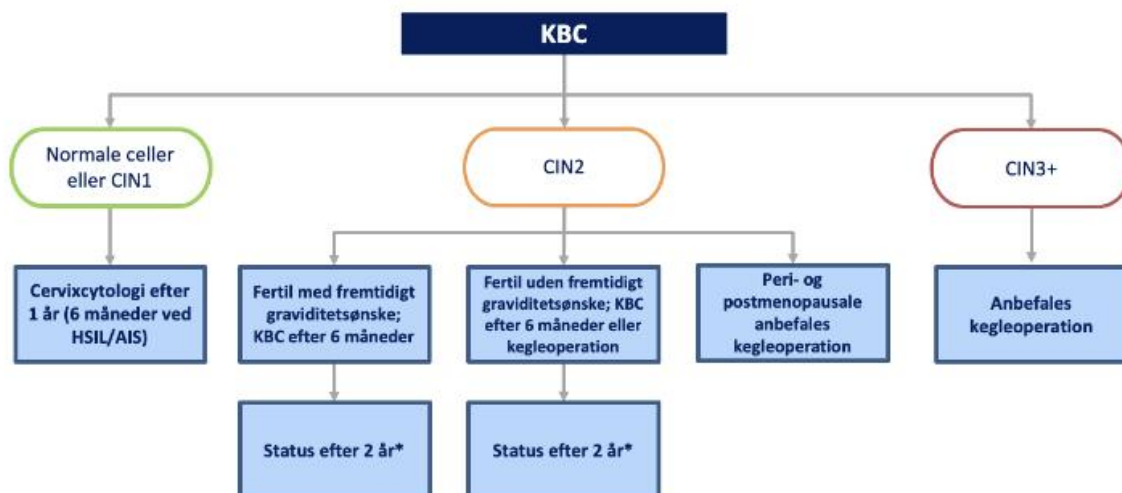 KBC
Normale celler
eller CIN1
CIN2
CIN3+
Cervixcytologi efter
1 år (6 måneder ved
HSIL/AIS)
Fertil med fremtidigt
graviditetsønske;
KBC efter 6 måneder
Fertil uden fremtidigt
graviditetsønske; KBC
efter 6 måneder eller
kegleoperation
Peri- og
postmenopausale
anbefales
kegleoperation
Anbefales
kegleoperation
Status efter 2 år*
Status efter 2 år*